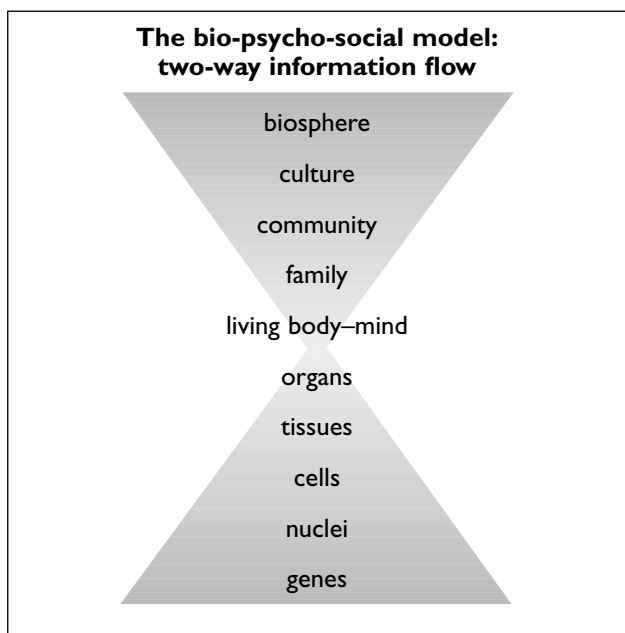 The bio-psycho-social model:
two-way information flow
biosphere
culture
community
family
living body–mind
organs
tissues
cells
nuclei
genes